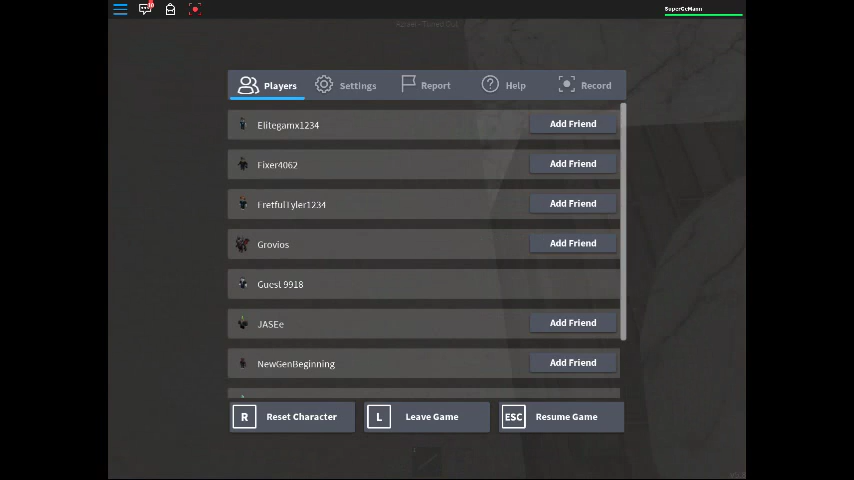 SuperGcMann
Players
Settings
Report
Help
Record
Elitegamx1234
Add Friend
Fixer4062
Add Friend
FretfulTyler1234
Add Friend
Grovios
Add Friend
Guest 9918
JASEe
Add Friend
NewGenBeginning
Add Friend
R Reset Character
L Leave Game
ESC Resume Game